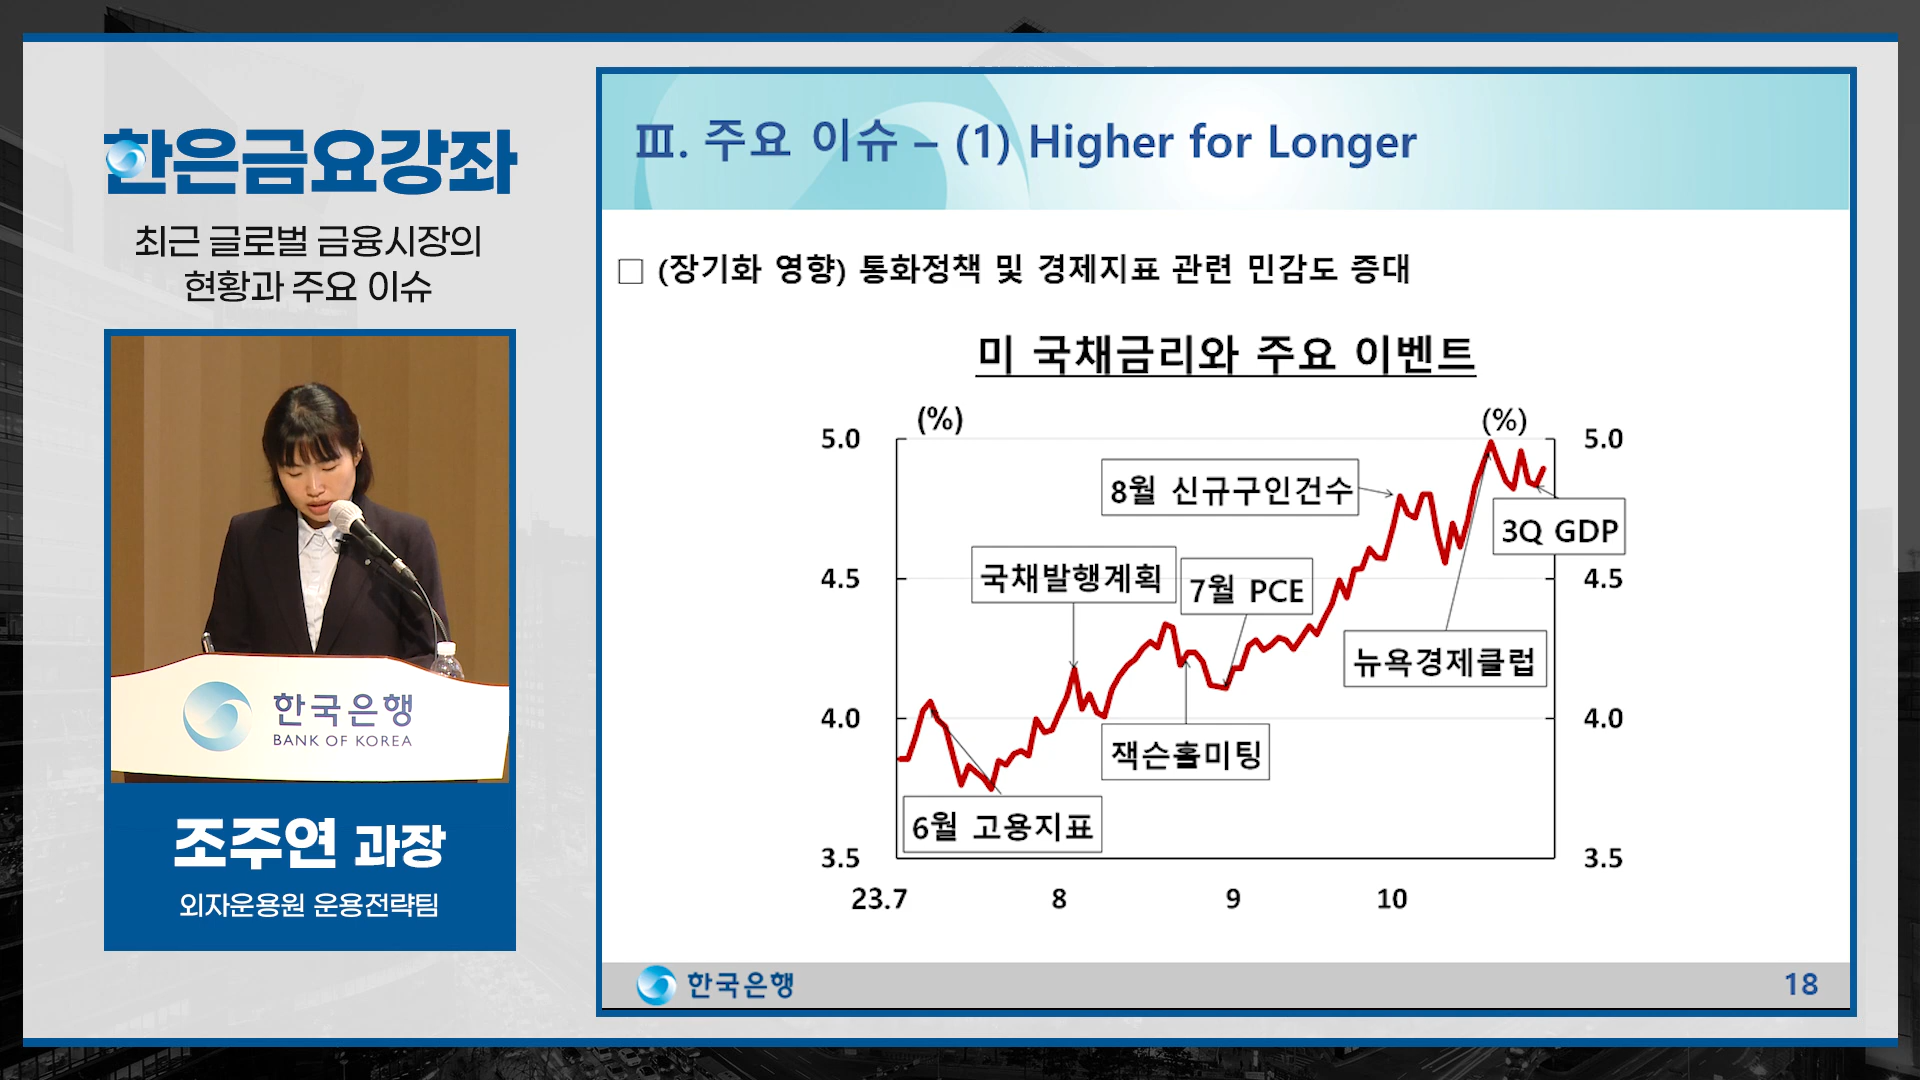 한은금요강좌
최근 글로벌 금융시장의
현황과 주요 이슈
한국은행
BANK OF KOREA
조주연 과장
외자운용원 운용전략팀
Ⅲ. 주요 이슈 – (1) Higher for Longer
□ (장기화 영향) 통화정책 및 경제지표 관련 민감도 증대
미 국채금리와 주요 이벤트
(%) (%)
5.0 5.0
8월 신규구인건수
3Q GDP
4.5 4.5
국채발행계획
7월 PCE
뉴욕경제클럽
4.0 4.0
잭슨홀미팅
6월 고용지표
3.5 3.5
23.7 8 9 10
한국은행
18